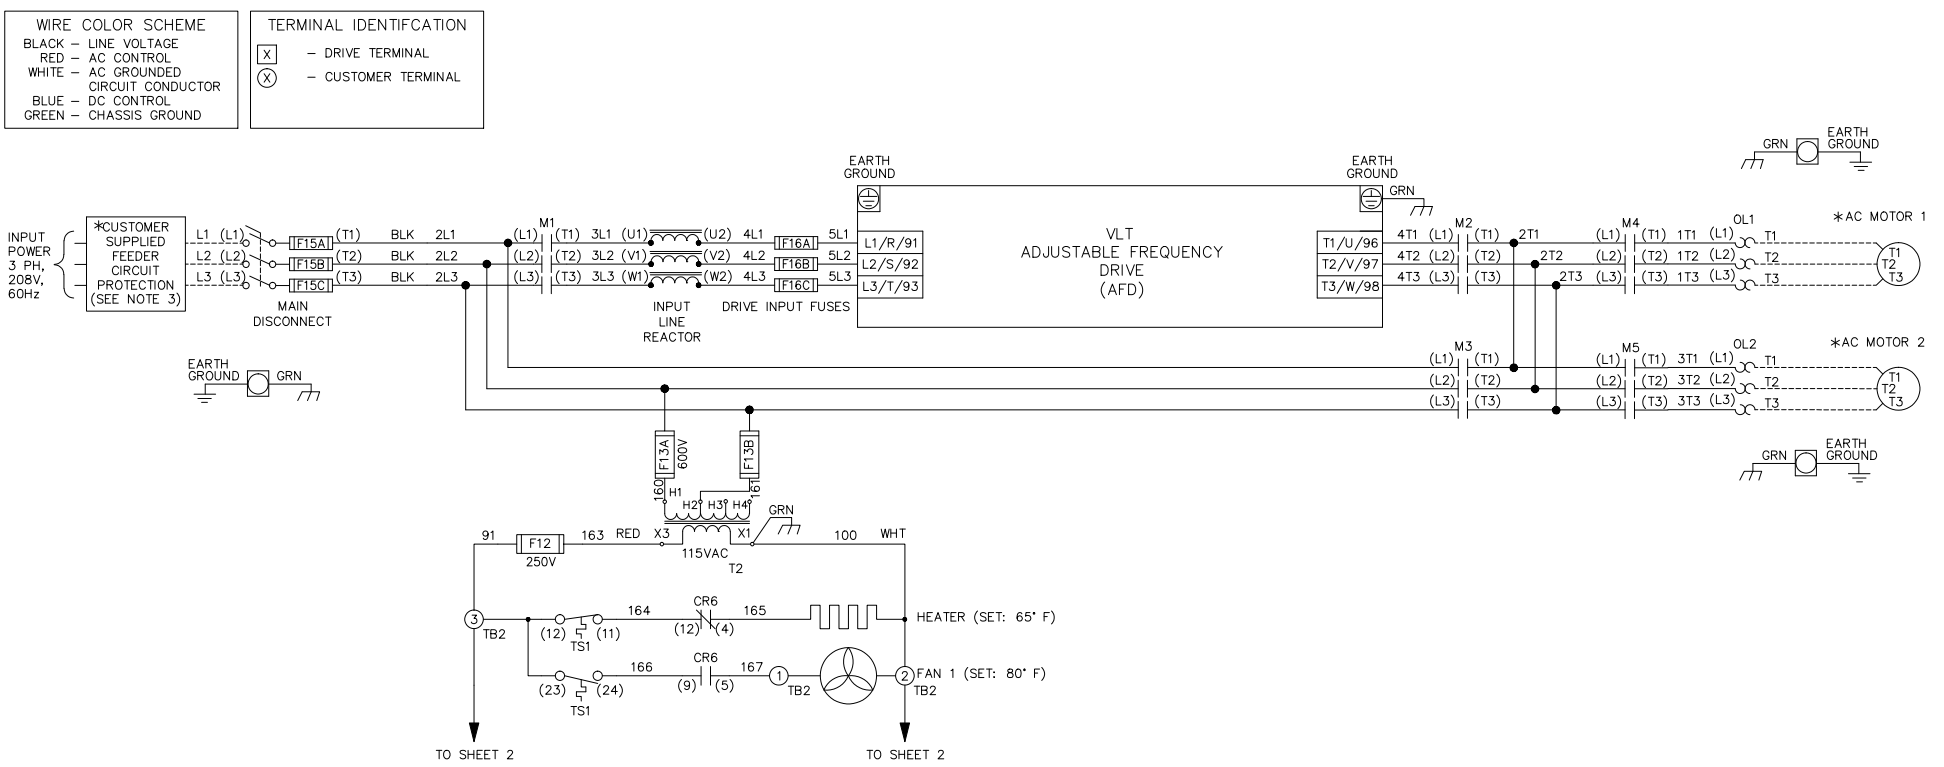 WIRE COLOR SCHEME
BLACK – LINE VOLTAGE
RED – AC CONTROL
WHITE – AC GROUNDED
CIRCUIT CONDUCTOR
BLUE – DC CONTROL
GREEN – CHASSIS GROUND
TERMINAL IDENTIFCATION
X – DRIVE TERMINAL
X – CUSTOMER TERMINAL
INPUT
POWER
3 PH,
208V,
60Hz
*CUSTOMER
SUPPLIED
FEEDER
CIRCUIT
PROTECTION
(SEE NOTE 3)
L1 (L1) F15A (T1) BLK 2L1 (L1) M1 (T1) 3L1 (U1) (U2) 4L1 F16A 5L1 L1/R/91
L2 (L2) F15B (T2) BLK 2L2 (L2) (T2) 3L2 (V1) (V2) 4L2 F16B 5L2 L2/S/92
L3 (L3) F15C (T3) BLK 2L3 (L3) (T3) 3L3 (W1) (W2) 4L3 F16C 5L3 L3/T/93
MAIN
DISCONNECT
INPUT
LINE
REACTOR
DRIVE INPUT FUSES
EARTH
GROUND
VLT
ADJUSTABLE FREQUENCY
DRIVE
(AFD)
EARTH
GROUND
GRN
T1/U/96 4T1 (L1) M2 (T1) 2T1 (L1) M4 (T1) 1T1 (L1) OL1 T1
T2/V/97 4T2 (L2) (T2) 2T2 (L2) (T2) 1T2 (L2) T2
T3/W/98 4T3 (L3) (T3) 2T3 (L3) (T3) 1T3 (L3) T3
*AC MOTOR 1
T1
T2
T3
GRN
EARTH
GROUND
EARTH
GROUND
GRN
(L1) M3 (T1) (L1) M5 (T1) 3T1 (L1) OL2 T1
(L2) (T2) (L2) (T2) 3T2 (L2) T2
(L3) (T3) (L3) (T3) 3T3 (L3) T3
*AC MOTOR 2
T1
T2
T3
GRN
EARTH
GROUND
F13A
600V
F13B
160
161
H1 H2 H3 H4
GRN
91 F12 163 RED X3 X1 100 WHT
250V
115VAC
T2
3
TB2
(12) (11)
TS1
164
CR6
(12) (4)
165
HEATER (SET: 65° F)
(23) (24)
TS1
166
CR6
(9) (5)
167
1
TB2
2
TB2
FAN 1 (SET: 80° F)
TO SHEET 2
TO SHEET 2